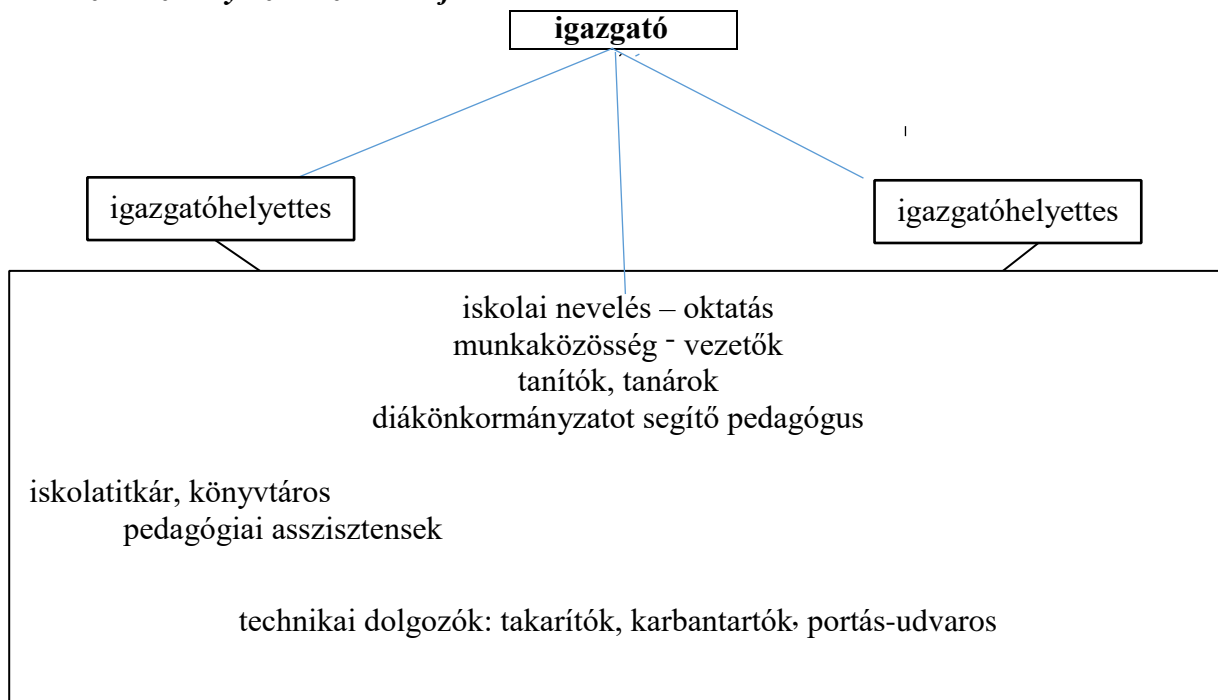 igazgató
igazgatóhelyettes
igazgatóhelyettes
iskolai nevelés – oktatás
munkaközösség - vezetők
tanítók, tanárok
diákönkormányzatot segítő pedagógus
iskolatitkár, könyvtáros
pedagógiai asszisztensek
technikai dolgozók: takarítók, karbantartók, portás-udvaros